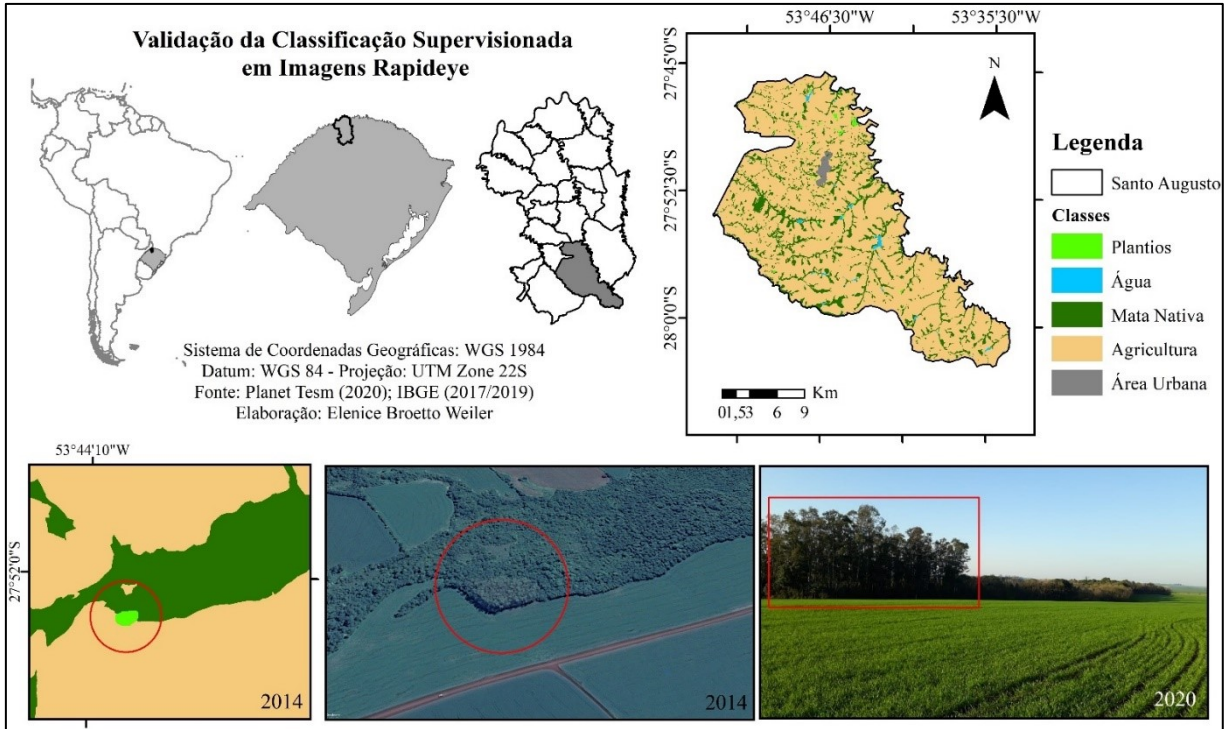 Validação da Classificação Supervisionada
em Imagens Rapideye
Sistema de Coordenadas Geográficas: WGS 1984
Datum: WGS 84 - Projeção: UTM Zone 22S
Fonte: Planet Tesm (2020); IBGE (2017/2019)
Elaboração: Elenice Broetto Weiler
53°46'30"W
53°35'30"W
27°45'0"S
27°52'30"S
28°0'0"S
N
Km
01,53 6 9
Legenda
Santo Augusto
Classes
Plantios
Água
Mata Nativa
Agricultura
Área Urbana
53°44'10"W
27°52'0"S
2014
2014
2020